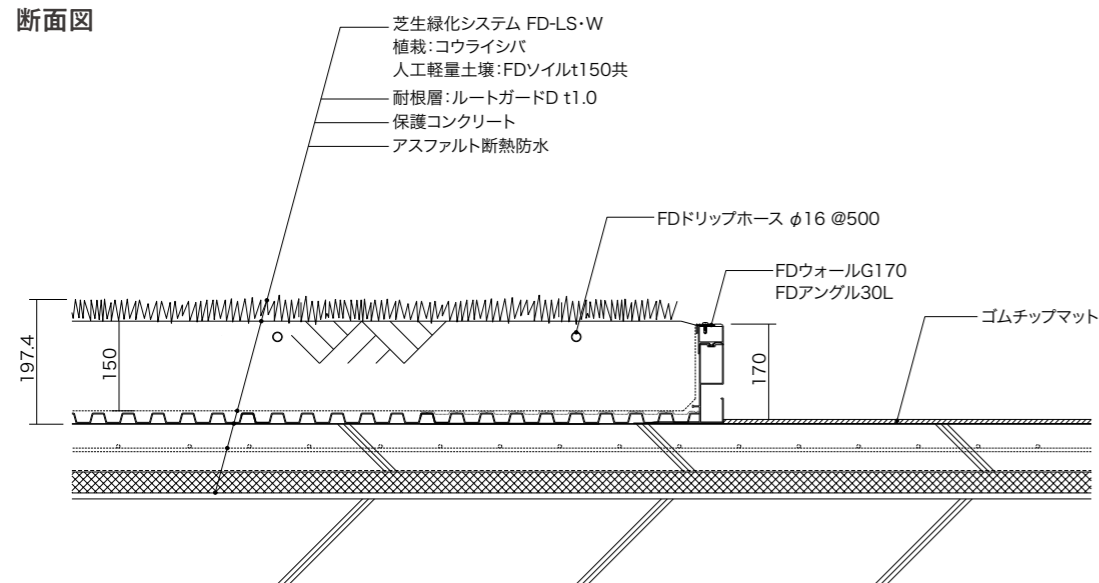 断面図
芝生緑化システム FD-LS・W
植栽：コウライシバ
人工軽量土壌：FDソイルt150共
耐根層：ルートガードD t1.0
保護コンクリート
アスファルト断熱防水
FDドリップホース φ16 @500
FDウォールG170
FDアングル30L
ゴムチップマット
197.4
150
170